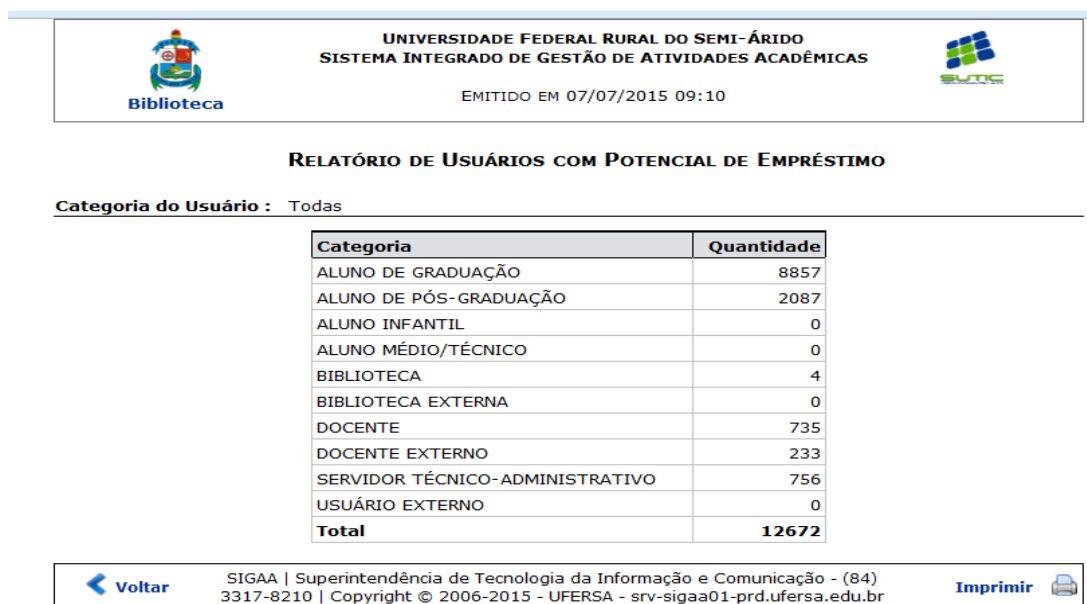 UNIVERSIDADE FEDERAL RURAL DO SEMI-ÁRIDO
SISTEMA INTEGRADO DE GESTÃO DE ATIVIDADES ACADÊMICAS
EMITIDO EM 07/07/2015 09:10
Biblioteca
SUTIC
RELATÓRIO DE USUÁRIOS COM POTENCIAL DE EMPRÉSTIMO
Categoria do Usuário : Todas
Categoria Quantidade
ALUNO DE GRADUAÇÃO 8857
ALUNO DE PÓS-GRADUAÇÃO 2087
ALUNO INFANTIL 0
ALUNO MÉDIO/TÉCNICO 0
BIBLIOTECA 4
BIBLIOTECA EXTERNA 0
DOCENTE 735
DOCENTE EXTERNO 233
SERVIDOR TÉCNICO-ADMINISTRATIVO 756
USUÁRIO EXTERNO 0
Total 12672
Voltar
SIGAA | Superintendência de Tecnologia da Informação e Comunicação - (84)
3317-8210 | Copyright © 2006-2015 - UFERSA - srv-sigaa01-prd.ufersa.edu.br
Imprimir